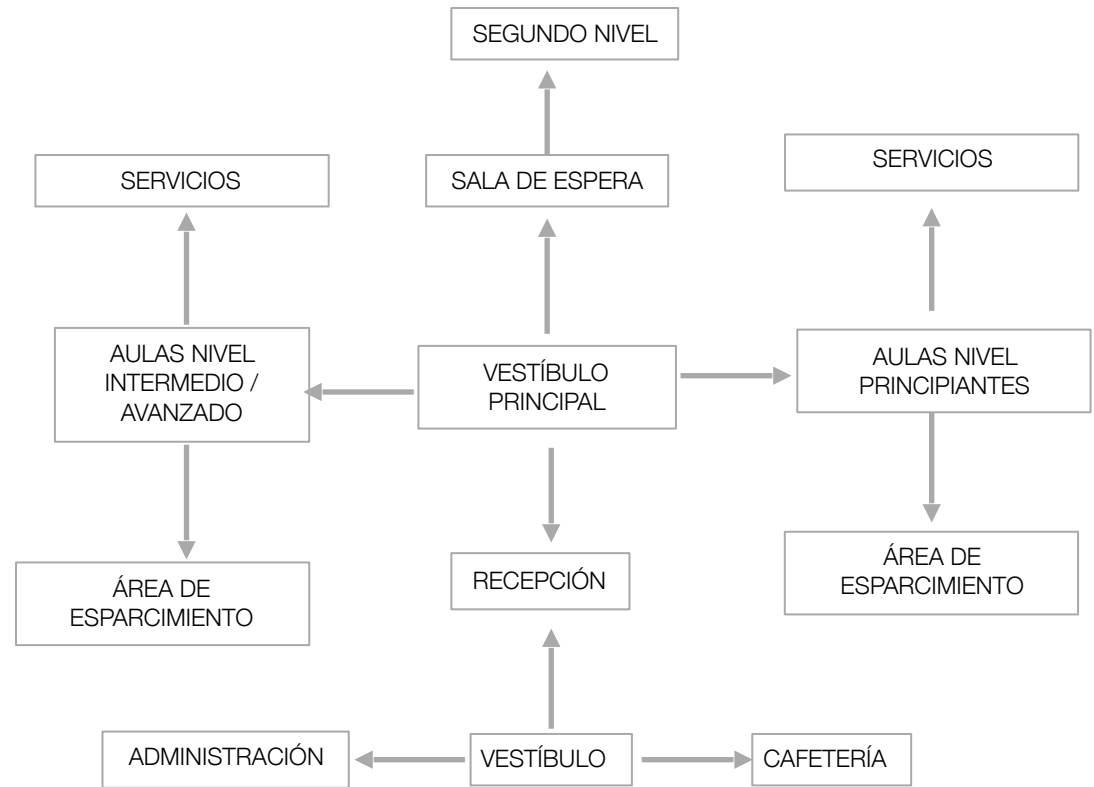 SEGUNDO NIVEL
SERVICIOS
SALA DE ESPERA
SERVICIOS
AULAS NIVEL
INTERMEDIO /
AVANZADO
VESTÍBULO
PRINCIPAL
AULAS NIVEL
PRINCIPIANTES
ÁREA DE
ESPARCIMIENTO
RECEPCIÓN
ÁREA DE
ESPARCIMIENTO
ADMINISTRACIÓN
VESTÍBULO
CAFETERÍA